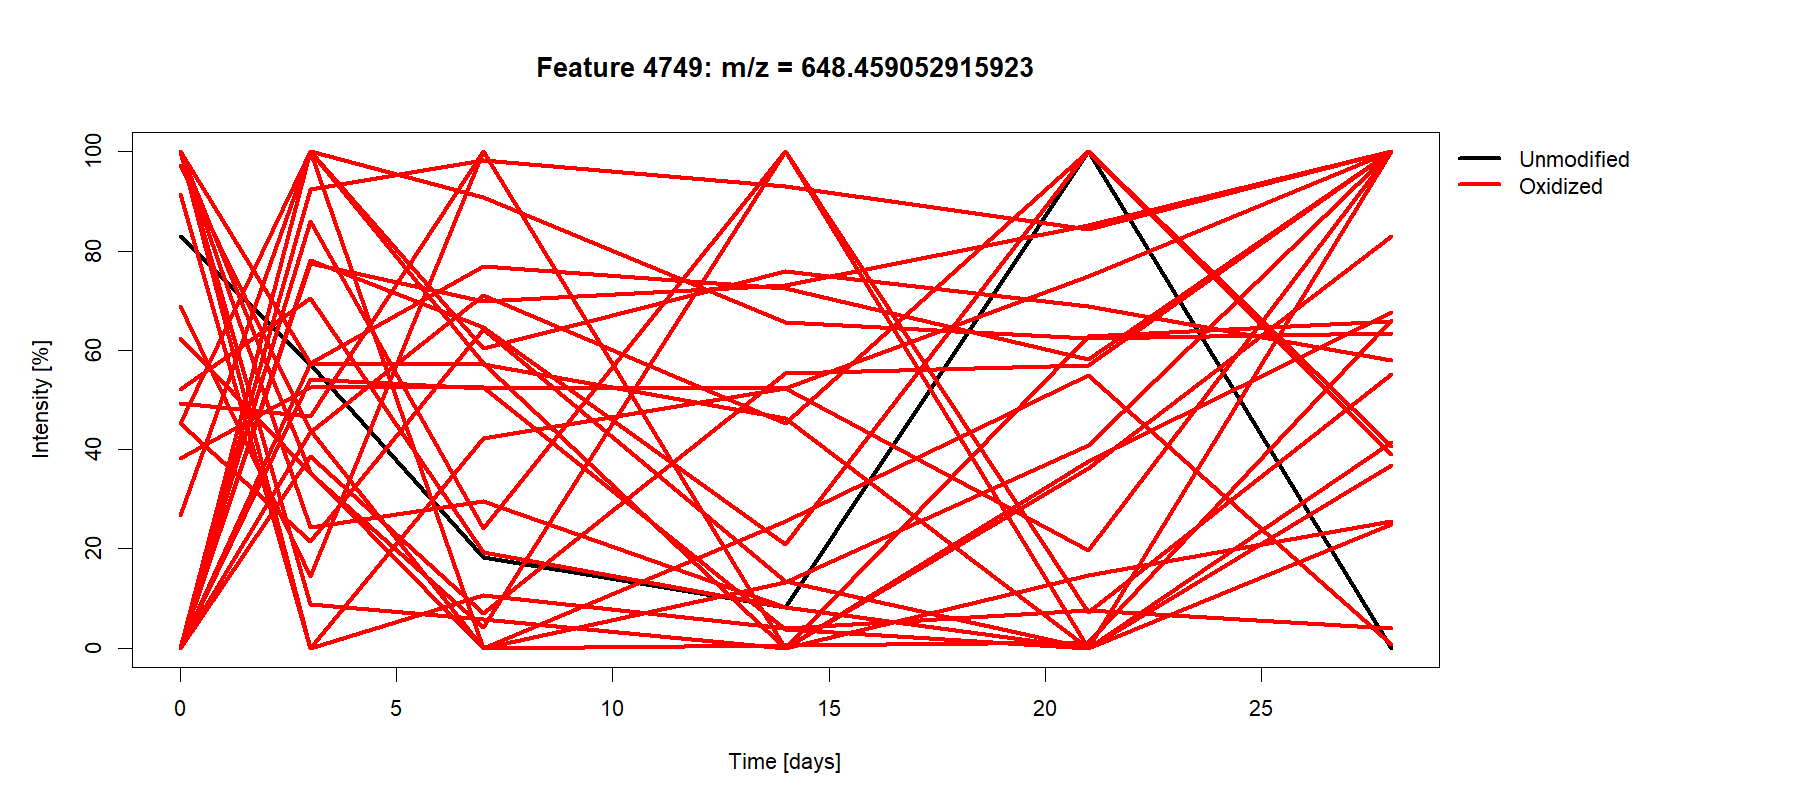 Feature 4749: m/z = 648.459052915923
Unmodified
Oxidized
Intensity [%]
100
80
60
40
20
0
0 5 10 15 20 25
Time [days]